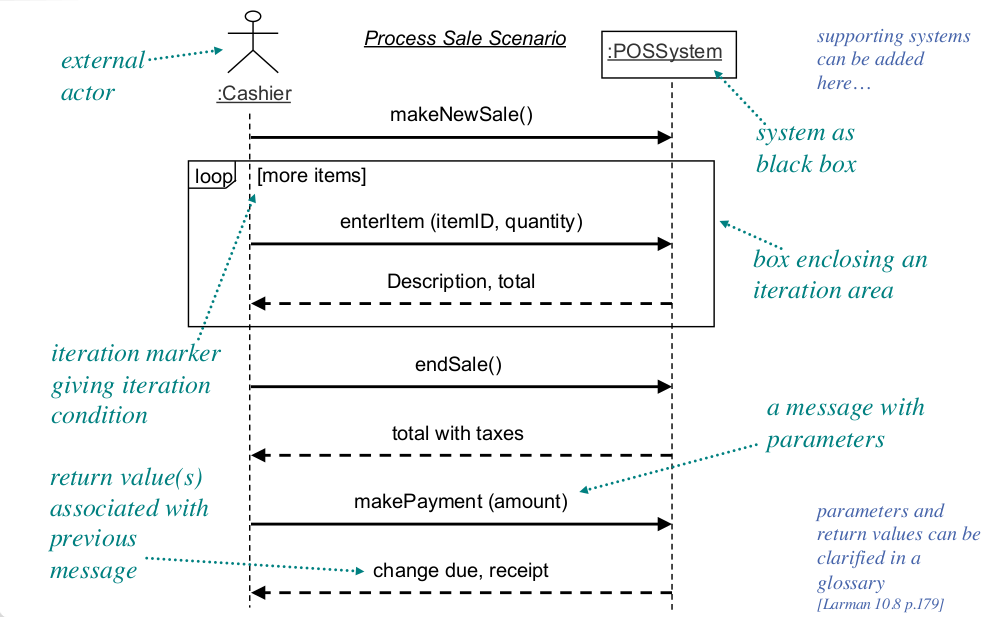 Process Sale Scenario
:POSSystem
supporting systems
can be added
here…
external
actor
:Cashier
makeNewSale()
system as
black box
loop
[more items]
enterItem (itemID, quantity)
box enclosing an
iteration area
Description, total
iteration marker
giving iteration
condition
endSale()
a message with
parameters
total with taxes
return value(s)
associated with
previous
message
makePayment (amount)
parameters and
return values can be
clarified in a
glossary
[Larman 10.8 p.179]
change due, receipt